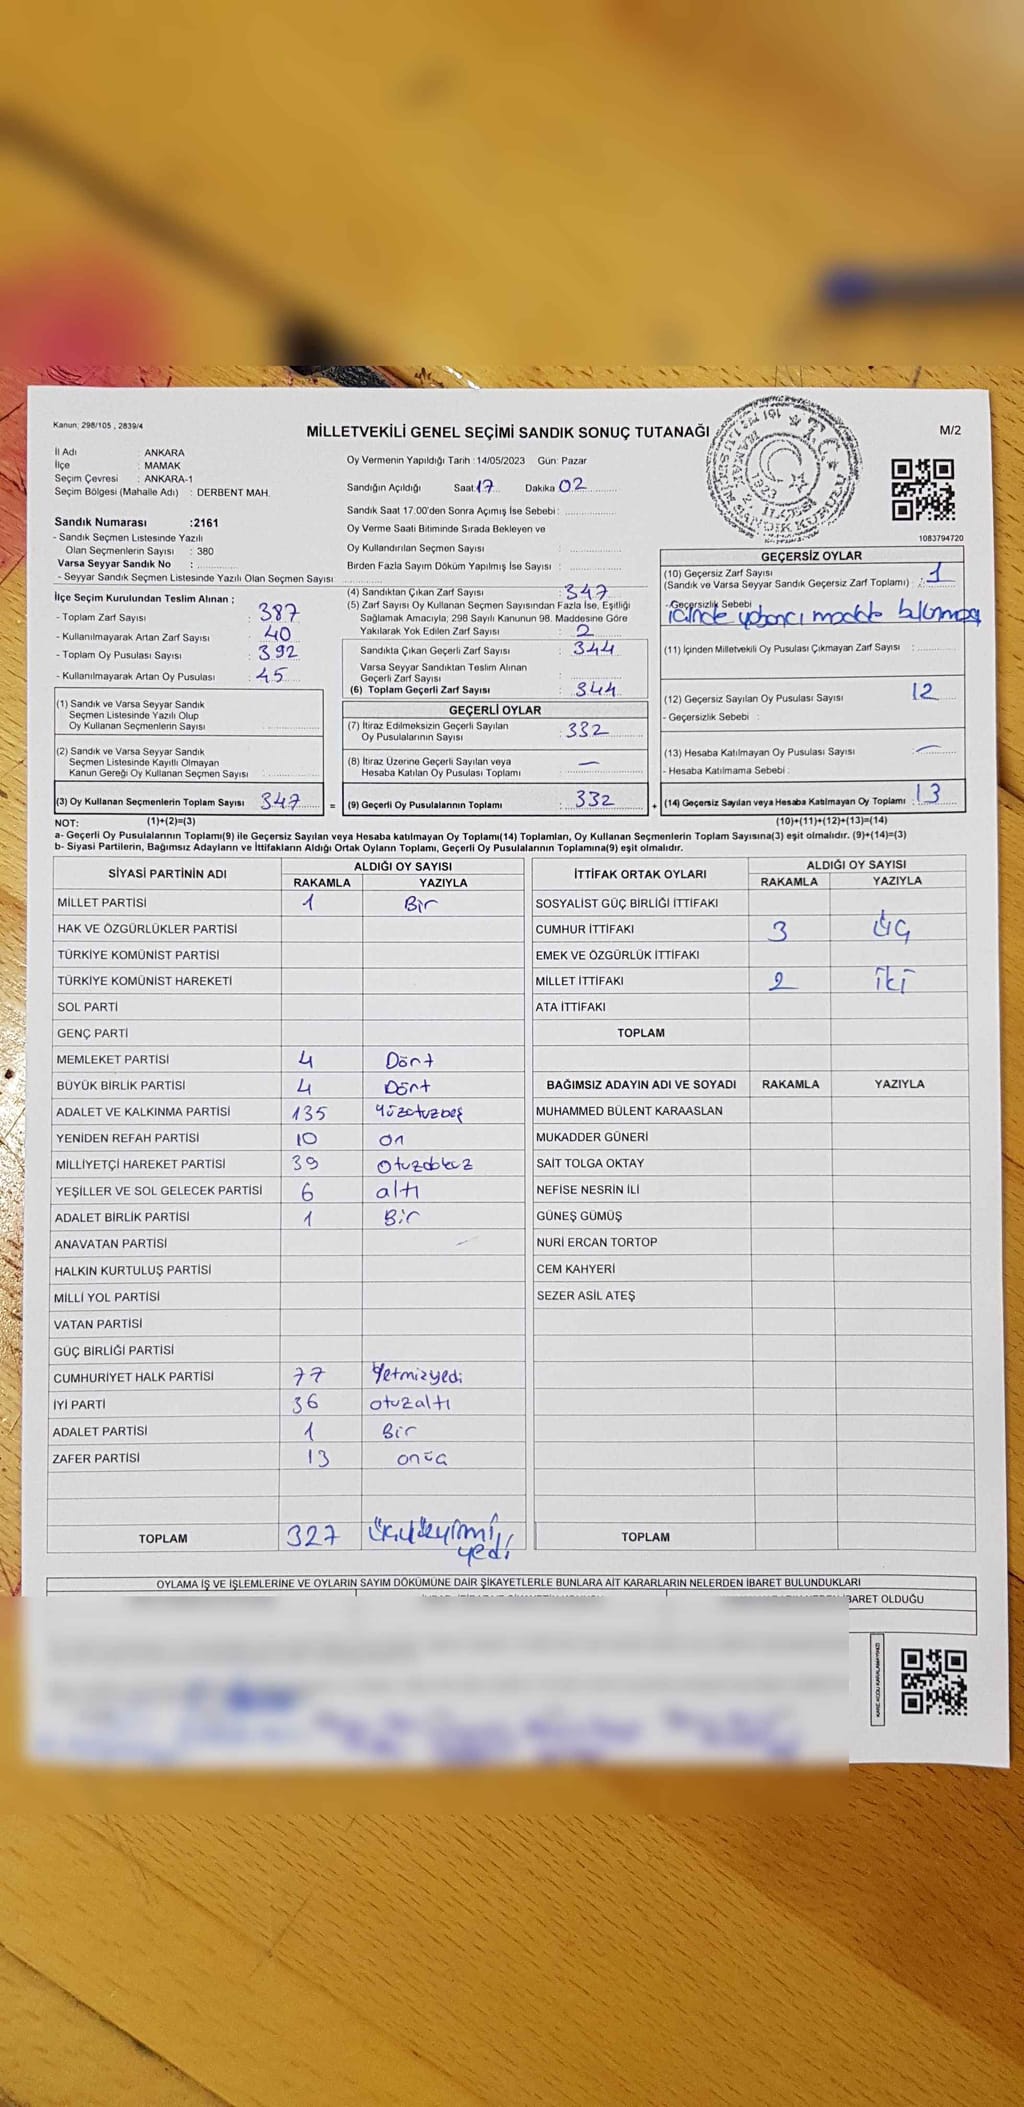 Kanun; 298/105 , 2839/4
MİLLETVEKİLİ GENEL SEÇİMİ SANDIK SONUÇ TUTANAĞI
M/2
İl Adı ANKARA
İlçe : MAMAK
Seçim Çevresi : ANKARA-1
Seçim Bölgesi (Mahalle Adı) : DERBENT MAH.
Sandık Numarası :2161
- Sandık Seçmen Listesinde Yazılı
Olan Seçmenlerin Sayısı : 380
Varsa Seyyar Sandık No :
- Seyyar Sandık Seçmen Listesinde Yazılı Olan Seçmen Sayısı
İlçe Seçim Kurulundan Teslim Alınan ;
- Toplam Zarf Sayısı : 387
- Kullanılmayarak Artan Zarf Sayısı : 40
- Toplam Oy Pusulası Sayısı : 392
- Kullanılmayarak Artan Oy Pusulası : 45
(1) Sandık ve Varsa Seyyar Sandık
Seçmen Listesinde Yazılı Olup
Oy Kullanan Seçmenlerin Sayısı :
(2) Sandık ve Varsa Seyyar Sandık
Seçmen Listesinde Kayıtlı Olmayan
Kanun Gereği Oy Kullanan Seçmen Sayısı :
(3) Oy Kullanan Seçmenlerin Toplam Sayısı : 347 =
Oy Vermenin Yapıldığı Tarih :14/05/2023 Gün: Pazar
Sandığın Açıldığı Saat:17 Dakika 02
Sandık Saat 17.00'den Sonra Açımış İse Sebebi :
Oy Verme Saati Bitiminde Sırada Bekleyen ve
Oy Kullandırılan Seçmen Sayısı :
Birden Fazla Sayım Döküm Yapılmış İse Sayısı :
(4) Sandıktan Çıkan Zarf Sayısı : 347
(5) Zarf Sayısı Oy Kullanan Seçmen Sayısından Fazla İse, Eşitliği
Sağlamak Amacıyla; 298 Sayılı Kanunun 98. Maddesine Göre
Yakılarak Yok Edilen Zarf Sayısı : 2
Sandıkta Çıkan Geçerli Zarf Sayısı : 344
Varsa Seyyar Sandıktan Teslim Alınan
Geçerli Zarf Sayısı :
(6) Toplam Geçerli Zarf Sayısı : 344
GEÇERLİ OYLAR
(7) İtiraz Edilmeksizin Geçerli Sayılan
Oy Pusulalarının Sayısı : 332
(8) İtiraz Üzerine Geçerli Sayılan veya
Hesaba Katılan Oy Pusulası Toplamı : —
(9) Geçerli Oy Pusulalarının Toplamı : 332 +
1083794720
GEÇERSİZ OYLAR
(10) Geçersiz Zarf Sayısı
(Sandık ve Varsa Seyyar Sandık Geçersiz Zarf Toplamı) : 1
- Geçersizlik Sebebi
içinde yabancı madde bulunması
(11) İçinden Milletvekili Oy Pusulası Çıkmayan Zarf Sayısı :
(12) Geçersiz Sayılan Oy Pusulası Sayısı 12
- Geçersizlik Sebebi :
(13) Hesaba Katılmayan Oy Pusulası Sayısı : —
- Hesaba Katılmama Sebebi :
(14) Geçersiz Sayılan veya Hesaba Katılmayan Oy Toplamı : 13
NOT: (1)+(2)=(3) (10)+(11)+(12)+(13)=(14)
a- Geçerli Oy Pusulalarının Toplamı(9) ile Geçersiz Sayılan veya Hesaba katılmayan Oy Toplamı(14) Toplamları, Oy Kullanan Seçmenlerin Toplam Sayısına(3) eşit olmalıdır. (9)+(14)=(3)
b- Siyasi Partilerin, Bağımsız Adayların ve İttifakların Aldığı Ortak Oyların Toplamı, Geçerli Oy Pusulalarının Toplamına(9) eşit olmalıdır.
SİYASİ PARTİNİN ADI ALDIĞI OY SAYISI
RAKAMLA YAZIYLA
MİLLET PARTİSİ 1 Bir
HAK VE ÖZGÜRLÜKLER PARTİSİ
TÜRKİYE KOMÜNİST PARTİSİ
TÜRKİYE KOMÜNİST HAREKETİ
SOL PARTİ
GENÇ PARTİ
MEMLEKET PARTİSİ 4 Dört
BÜYÜK BİRLİK PARTİSİ 4 Dört
ADALET VE KALKINMA PARTİSİ 135 Yüzotuzbeş
YENİDEN REFAH PARTİSİ 10 on
MİLLİYETÇİ HAREKET PARTİSİ 39 otuzdokuz
YEŞİLLER VE SOL GELECEK PARTİSİ 6 altı
ADALET BİRLİK PARTİSİ 1 Bir
ANAVATAN PARTİSİ
HALKIN KURTULUŞ PARTİSİ
MİLLİ YOL PARTİSİ
VATAN PARTİSİ
GÜÇ BİRLİĞİ PARTİSİ
CUMHURİYET HALK PARTİSİ 77 Yetmişyedi
İYİ PARTİ 36 otuzaltı
ADALET PARTİSİ 1 Bir
ZAFER PARTİSİ 13 onüç
TOPLAM 327 üçyüzyirmi
yedi
İTTİFAK ORTAK OYLARI ALDIĞI OY SAYISI
RAKAMLA YAZIYLA
SOSYALİST GÜÇ BİRLİĞİ İTTİFAKI
CUMHUR İTTİFAKI 3 Üç
EMEK VE ÖZGÜRLÜK İTTİFAKI
MİLLET İTTİFAKI 2 İki
ATA İTTİFAKI
TOPLAM
BAĞIMSIZ ADAYIN ADI VE SOYADI RAKAMLA YAZIYLA
MUHAMMED BÜLENT KARAASLAN
MUKADDER GÜNERİ
SAİT TOLGA OKTAY
NEFİSE NESRİN İLİ
GÜNEŞ GÜMÜŞ
NURİ ERCAN TORTOP
CEM KAHYERİ
SEZER ASİL ATEŞ
TOPLAM
OYLAMA İŞ VE İŞLEMLERİNE VE OYLARIN SAYIM DÖKÜMÜNE DAİR ŞİKAYETLERLE BUNLARA AİT KARARLARIN NELERDEN İBARET BULUNDUKLARI
İBARET OLDUĞU
KARE KODU KARALAMAYINIZ!